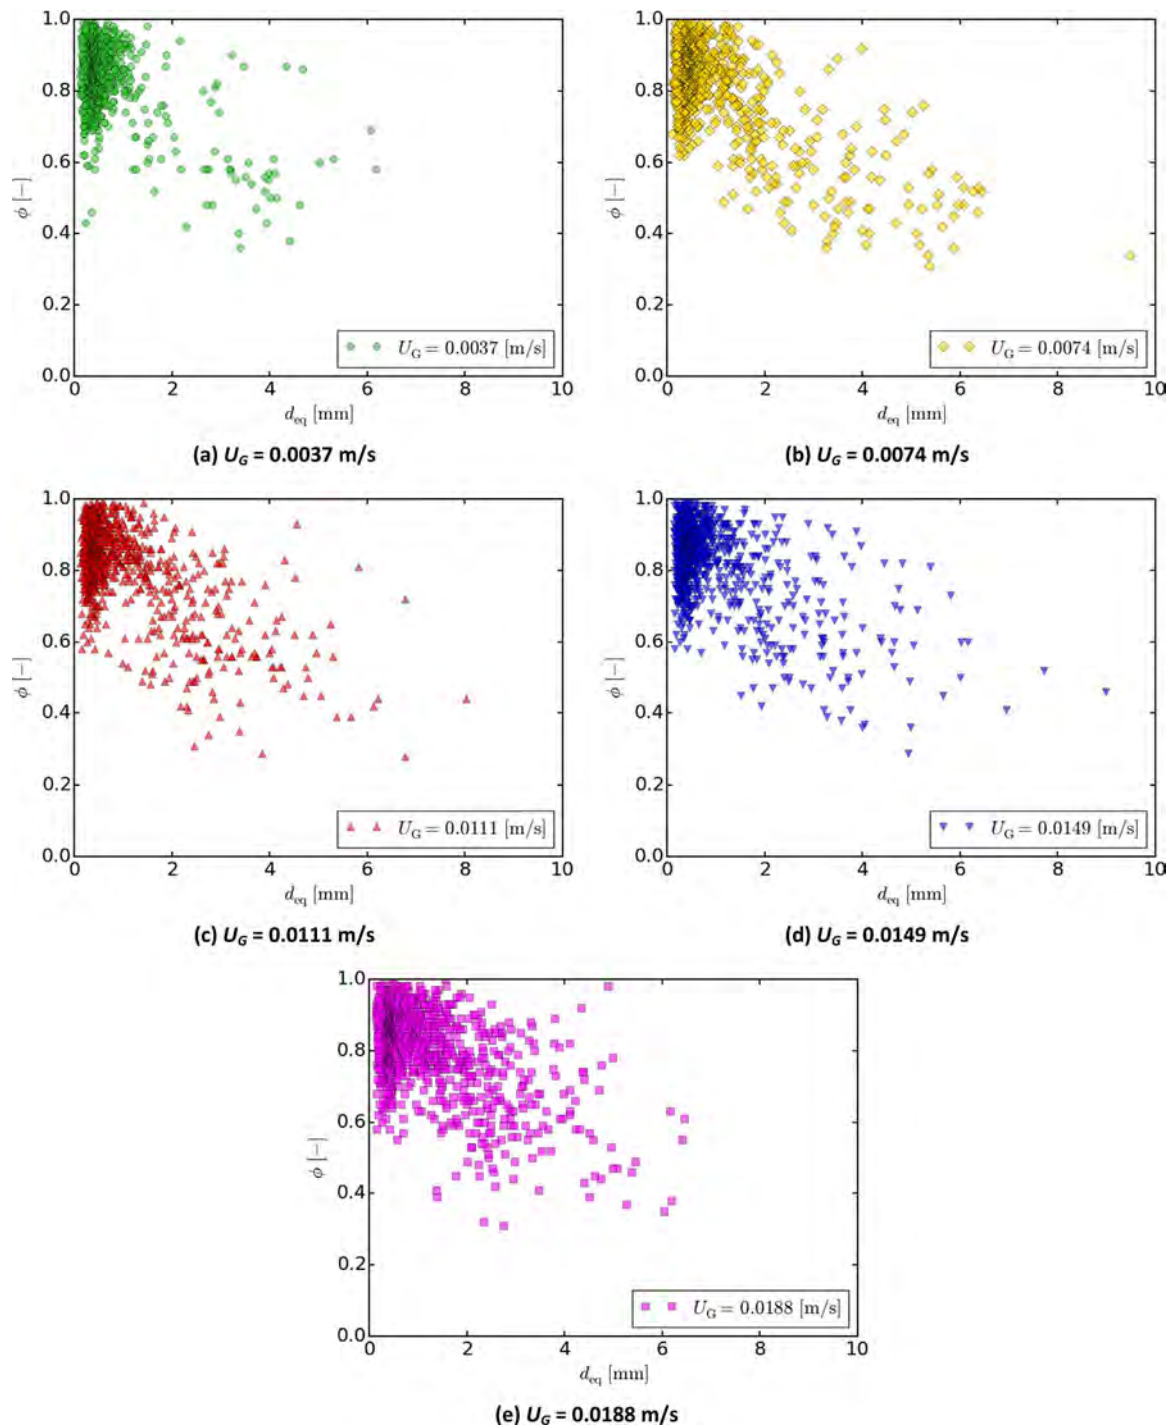 1.0
0.8
0.6
0.4
0.2
0.0
ϕ [−]
0 2 4 6 8 10
d_eq [mm]
U_G = 0.0037 [m/s]
(a) U_G = 0.0037 m/s
1.0
0.8
0.6
0.4
0.2
0.0
ϕ [−]
0 2 4 6 8 10
d_eq [mm]
U_G = 0.0074 [m/s]
(b) U_G = 0.0074 m/s
1.0
0.8
0.6
0.4
0.2
0.0
ϕ [−]
0 2 4 6 8 10
d_eq [mm]
U_G = 0.0111 [m/s]
(c) U_G = 0.0111 m/s
1.0
0.8
0.6
0.4
0.2
0.0
ϕ [−]
0 2 4 6 8 10
d_eq [mm]
U_G = 0.0149 [m/s]
(d) U_G = 0.0149 m/s
1.0
0.8
0.6
0.4
0.2
0.0
ϕ [−]
0 2 4 6 8 10
d_eq [mm]
U_G = 0.0188 [m/s]
(e) U_G = 0.0188 m/s